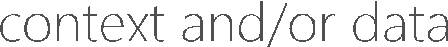 context and/or data